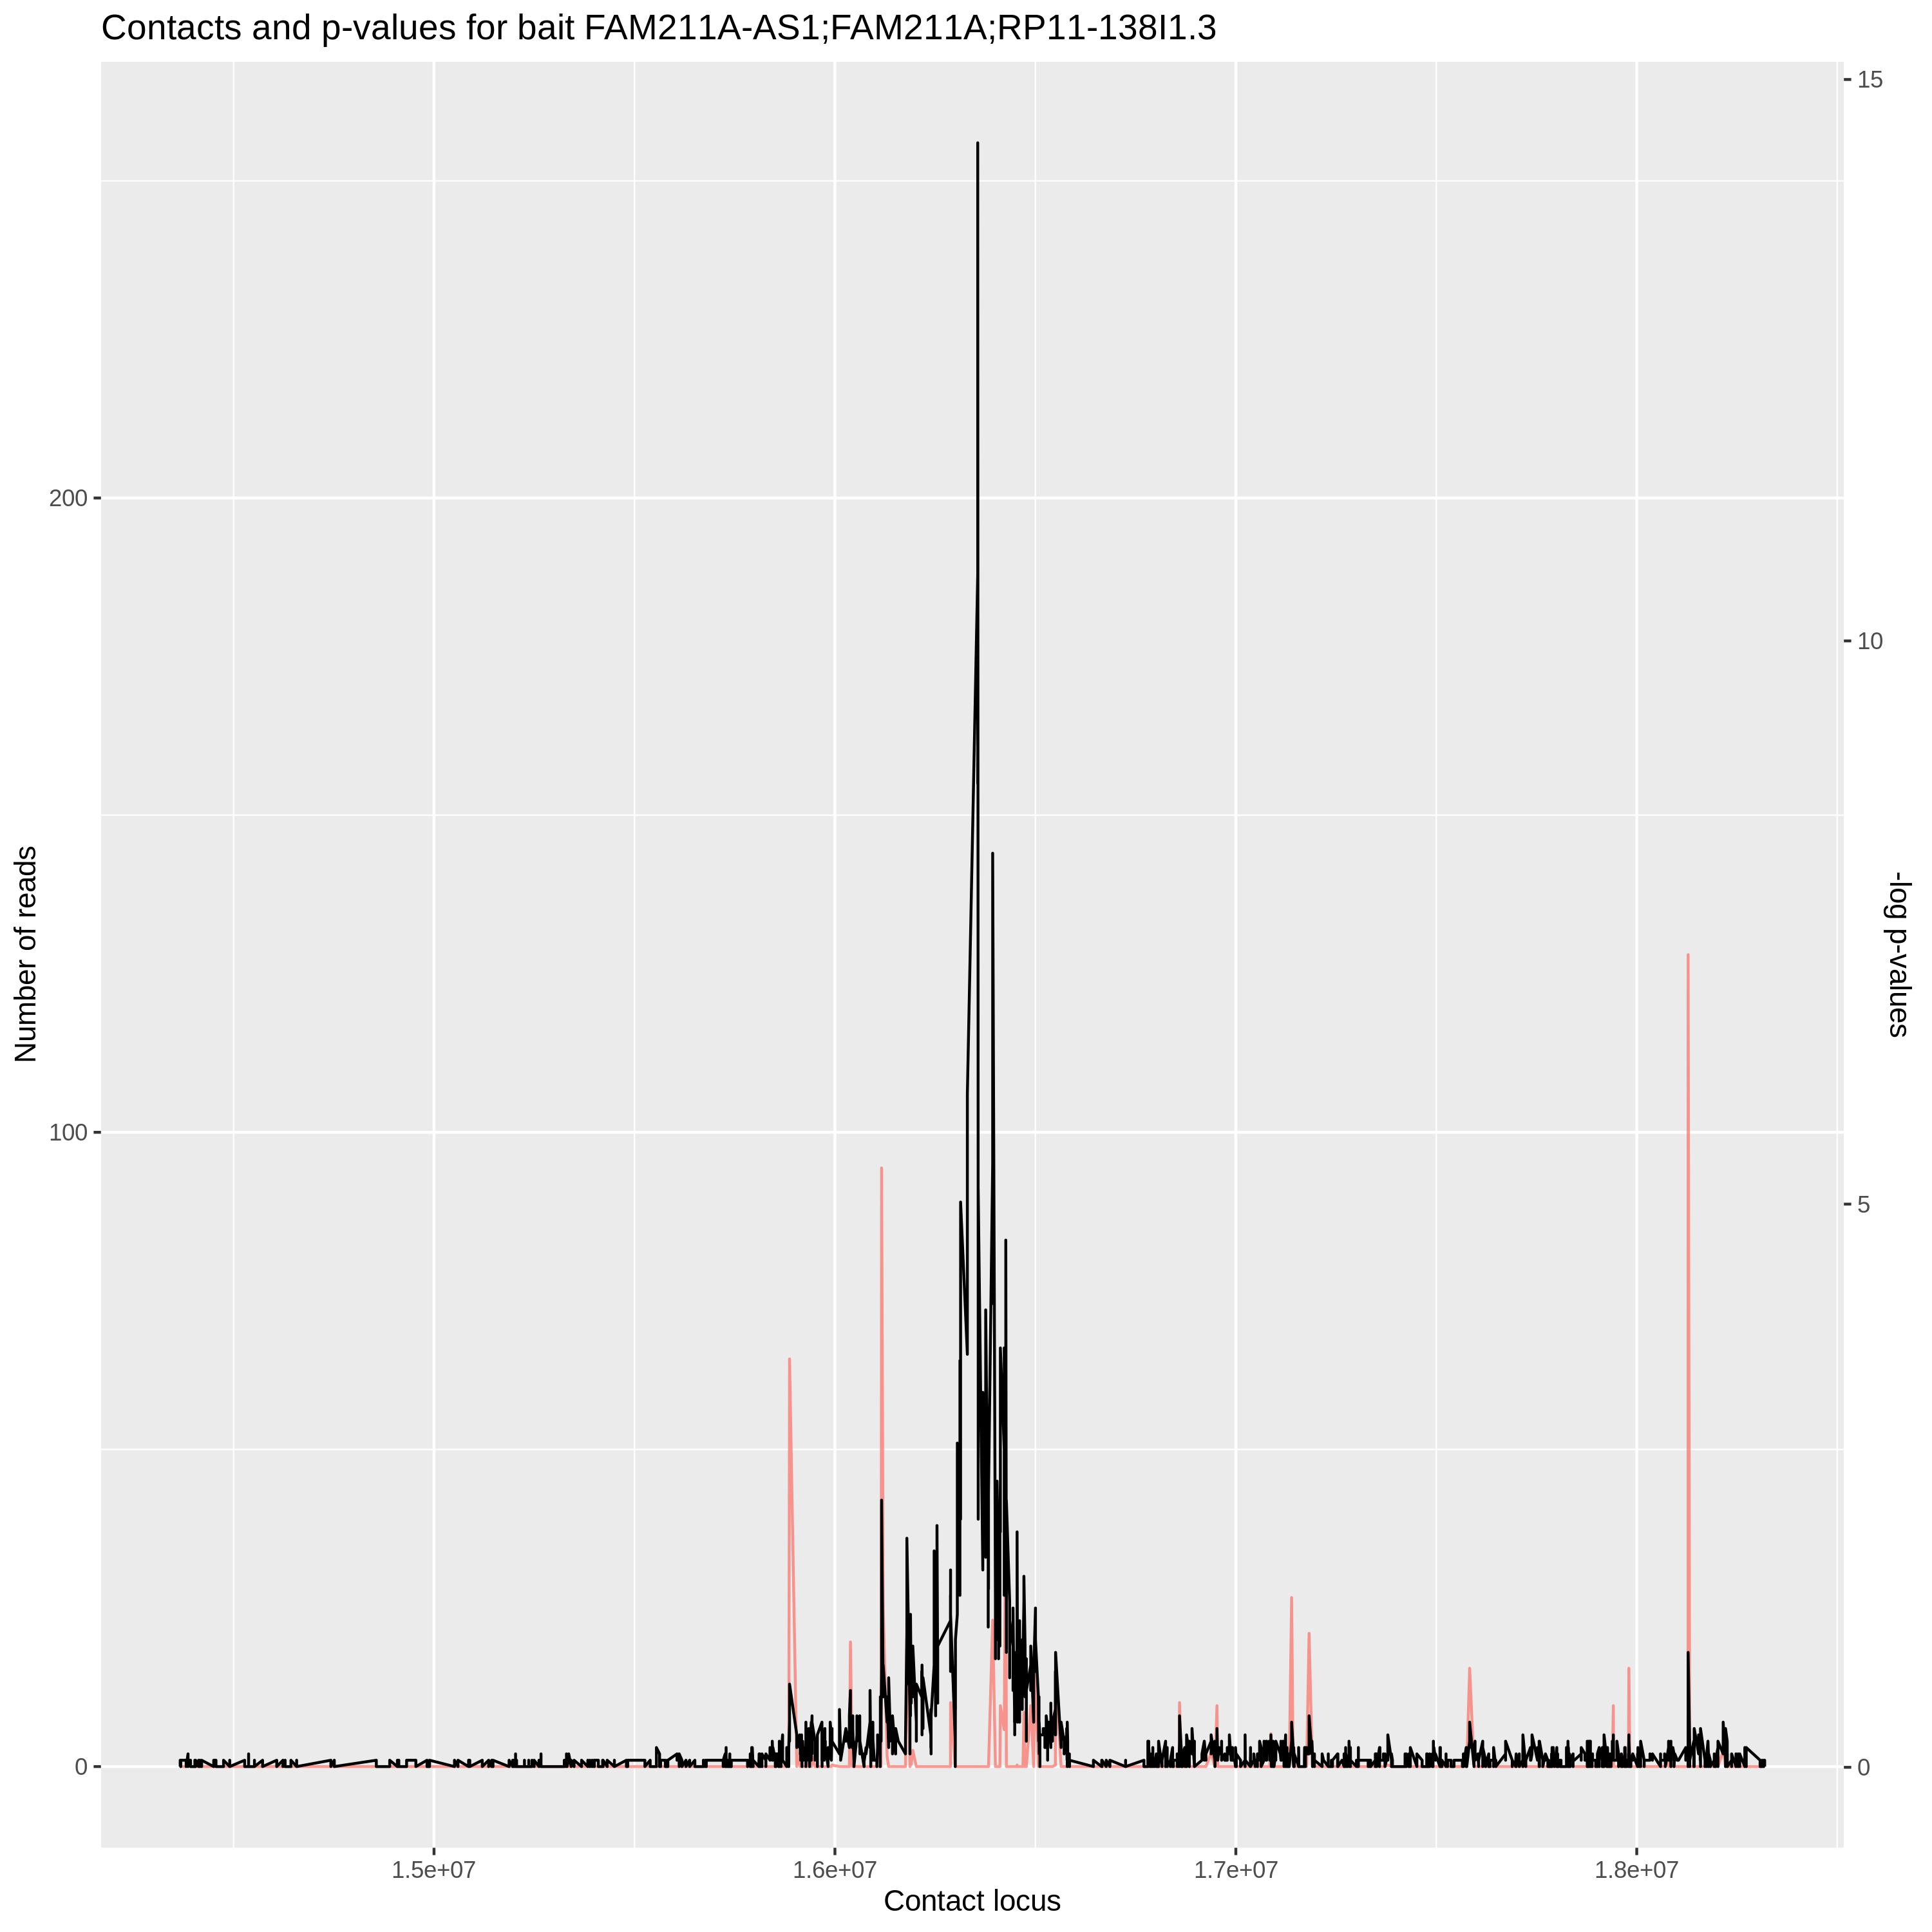 Contacts and p-values for bait FAM211A-AS1;FAM211A;RP11-138I1.3
15
10
5
0
-log p-values
200
100
0
Number of reads
1.5e+07
1.6e+07
1.7e+07
1.8e+07
Contact locus